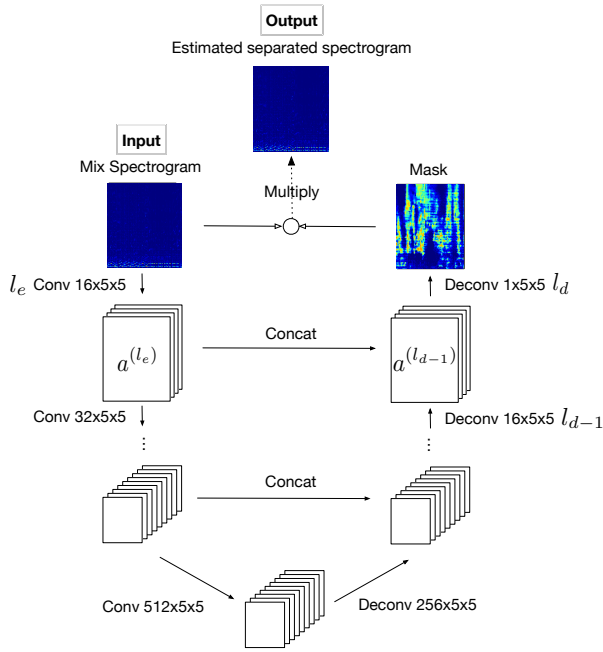 Output
Estimated separated spectrogram
Input
Mix Spectrogram
Multiply
Mask
l_e Conv 16x5x5
Deconv 1x5x5 l_d
a^{(l_e)}
Concat
a^{(l_{d-1})}
Conv 32x5x5
Deconv 16x5x5 l_{d-1}
⋮
⋮
Concat
Conv 512x5x5
Deconv 256x5x5